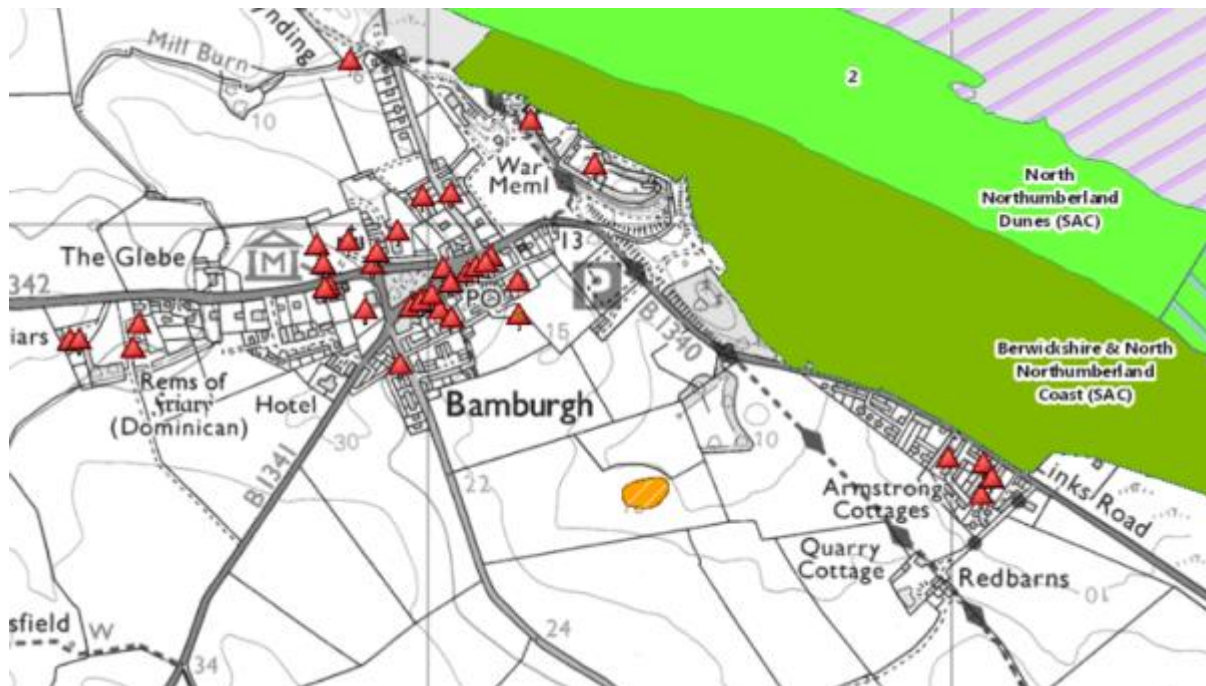 ynding
Mill Burn
10
2
War
Meml
North
Northumberland
Dunes (SAC)
The Glebe
M
13
342
PO
P
15
B 1340
iars
Rems of
friary
(Dominican)
Hotel
Bamburgh
Berwickshire & North
Northumberland
Coast (SAC)
30
10
B 1341
22
Armstrong
Cottages
Links Road
Quarry
Cottage
Redbarns
10
sfield
W
24
34